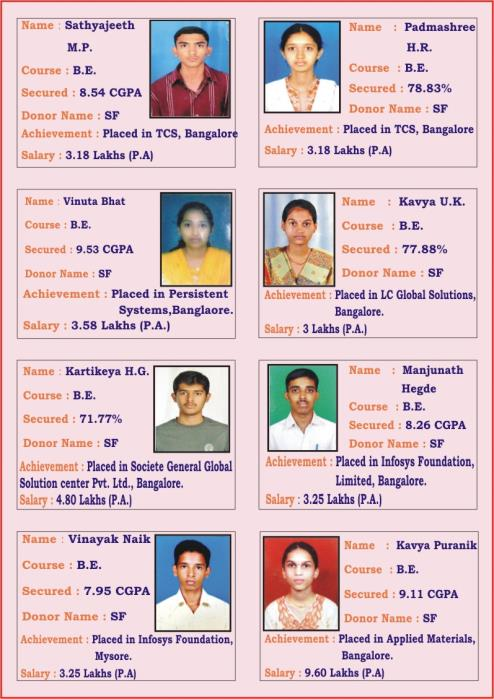 Name : Sathyajeeth
M.P.
Course : B.E.
Secured : 8.54 CGPA
Donor Name : SF
Achievement : Placed in TCS, Bangalore
Salary : 3.18 Lakhs (P.A)
Name : Padmashree
H.R.
Course : B.E.
Secured : 78.83%
Donor Name : SF
Achievement : Placed in TCS, Bangalore
Salary : 3.18 Lakhs (P.A)
Name : Vinuta Bhat
Course : B.E.
Secured : 9.53 CGPA
Donor Name : SF
Achievement : Placed in Persistent
Systems,Banglaore.
Salary : 3.58 Lakhs (P.A.)
Name : Kavya U.K.
Course : B.E.
Secured : 77.88%
Donor Name : SF
Achievement : Placed in LC Global Solutions,
Bangalore.
Salary : 3 Lakhs (P.A.)
Name : Kartikeya H.G.
Course : B.E.
Secured : 71.77%
Donor Name : SF
Achievement : Placed in Societe General Global
Solution center Pvt. Ltd., Bangalore.
Salary : 4.80 Lakhs (P.A.)
Name : Manjunath
Hegde
Course : B.E.
Secured : 8.26 CGPA
Donor Name : SF
Achievement : Placed in Infosys Foundation,
Limited, Bangalore.
Salary : 3.25 Lakhs (P.A.)
Name : Vinayak Naik
Course : B.E.
Secured : 7.95 CGPA
Donor Name : SF
Achievement : Placed in Infosys Foundation,
Mysore.
Salary : 3.25 Lakhs (P.A)
Name : Kavya Puranik
Course : B.E.
Secured : 9.11 CGPA
Donor Name : SF
Achievement : Placed in Applied Materials,
Bangalore.
Salary : 9.60 Lakhs (P.A)